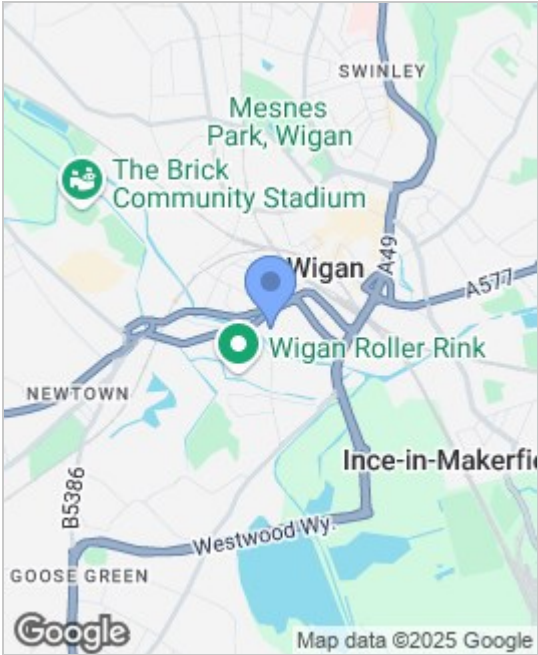 SWINLEY
Mesnes
Park, Wigan
The Brick
Community Stadium
Wigan
A49
A577
Wigan Roller Rink
NEWTOWN
Ince-in-Makerfie
B5386
Westwood Wy.
GOOSE GREEN
Google
Map data ©2025 Google